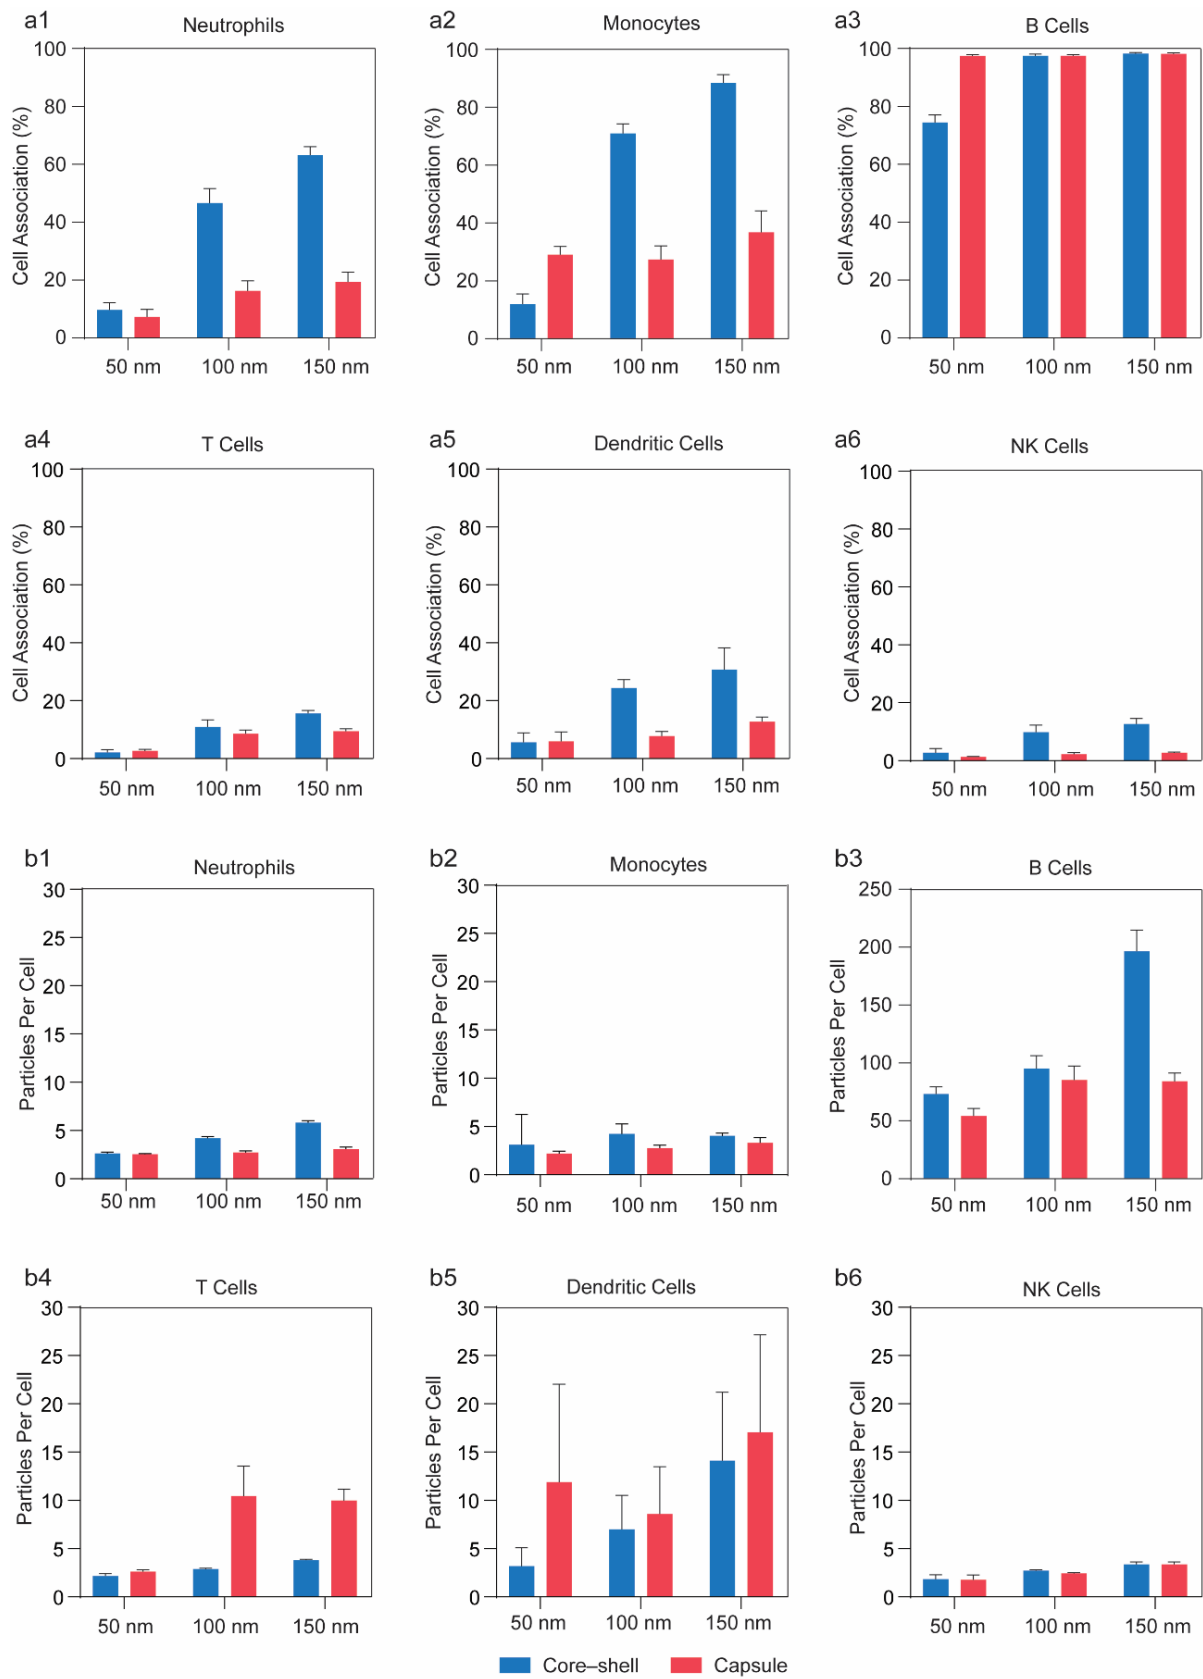 a1 Neutrophils
Cell Association (%)
100
80
60
40
20
0
50 nm 100 nm 150 nm
a2 Monocytes
Cell Association (%)
100
80
60
40
20
0
50 nm 100 nm 150 nm
a3 B Cells
Cell Association (%)
100
80
60
40
20
0
50 nm 100 nm 150 nm
a4 T Cells
Cell Association (%)
100
80
60
40
20
0
50 nm 100 nm 150 nm
a5 Dendritic Cells
Cell Association (%)
100
80
60
40
20
0
50 nm 100 nm 150 nm
a6 NK Cells
Cell Association (%)
100
80
60
40
20
0
50 nm 100 nm 150 nm
b1 Neutrophils
Particles Per Cell
30
25
20
15
10
5
0
50 nm 100 nm 150 nm
b2 Monocytes
Particles Per Cell
30
25
20
15
10
5
0
50 nm 100 nm 150 nm
b3 B Cells
Particles Per Cell
250
200
150
100
50
0
50 nm 100 nm 150 nm
b4 T Cells
Particles Per Cell
30
25
20
15
10
5
0
50 nm 100 nm 150 nm
b5 Dendritic Cells
Particles Per Cell
30
25
20
15
10
5
0
50 nm 100 nm 150 nm
b6 NK Cells
Particles Per Cell
30
25
20
15
10
5
0
50 nm 100 nm 150 nm
Core–shell Capsule